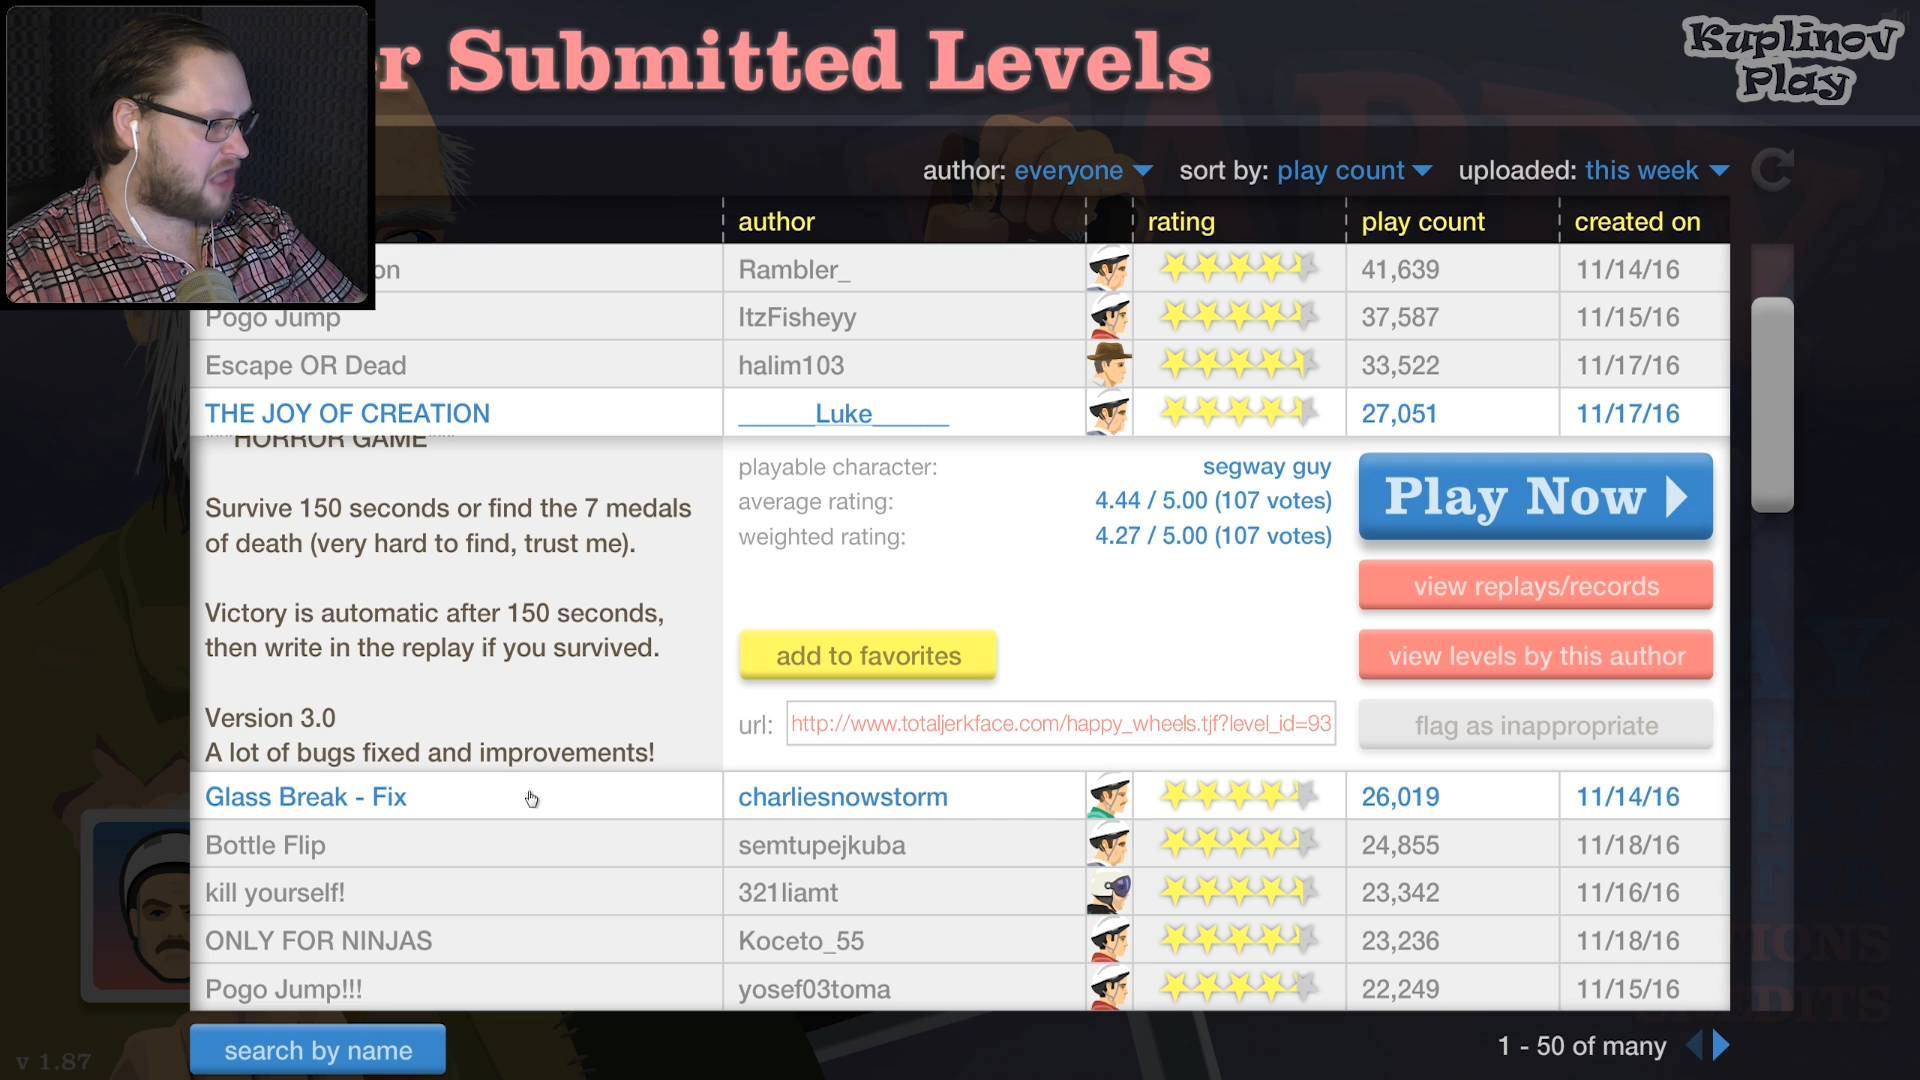 r Submitted Levels
Kuplinov
Play
author: everyone sort by: play count uploaded: this week
author rating play count created on
on Rambler_ 41,639 11/14/16
Pogo Jump ItzFisheyy 37,587 11/15/16
Escape OR Dead halim103 33,522 11/17/16
THE JOY OF CREATION ______Luke______ 27,051 11/17/16
HORROR GAME
Survive 150 seconds or find the 7 medals
of death (very hard to find, trust me).
Victory is automatic after 150 seconds,
then write in the replay if you survived.
Version 3.0
A lot of bugs fixed and improvements!
playable character: segway guy
average rating: 4.44 / 5.00 (107 votes)
weighted rating: 4.27 / 5.00 (107 votes)
add to favorites
url: http://www.totaljerkface.com/happy_wheels.tjf?level_id=93
Play Now
view replays/records
view levels by this author
flag as inappropriate
Glass Break - Fix charliesnowstorm 26,019 11/14/16
Bottle Flip semtupejkuba 24,855 11/18/16
kill yourself! 321liamt 23,342 11/16/16
ONLY FOR NINJAS Koceto_55 23,236 11/18/16
Pogo Jump!!! yosef03toma 22,249 11/15/16
search by name
1 - 50 of many
v 1.87